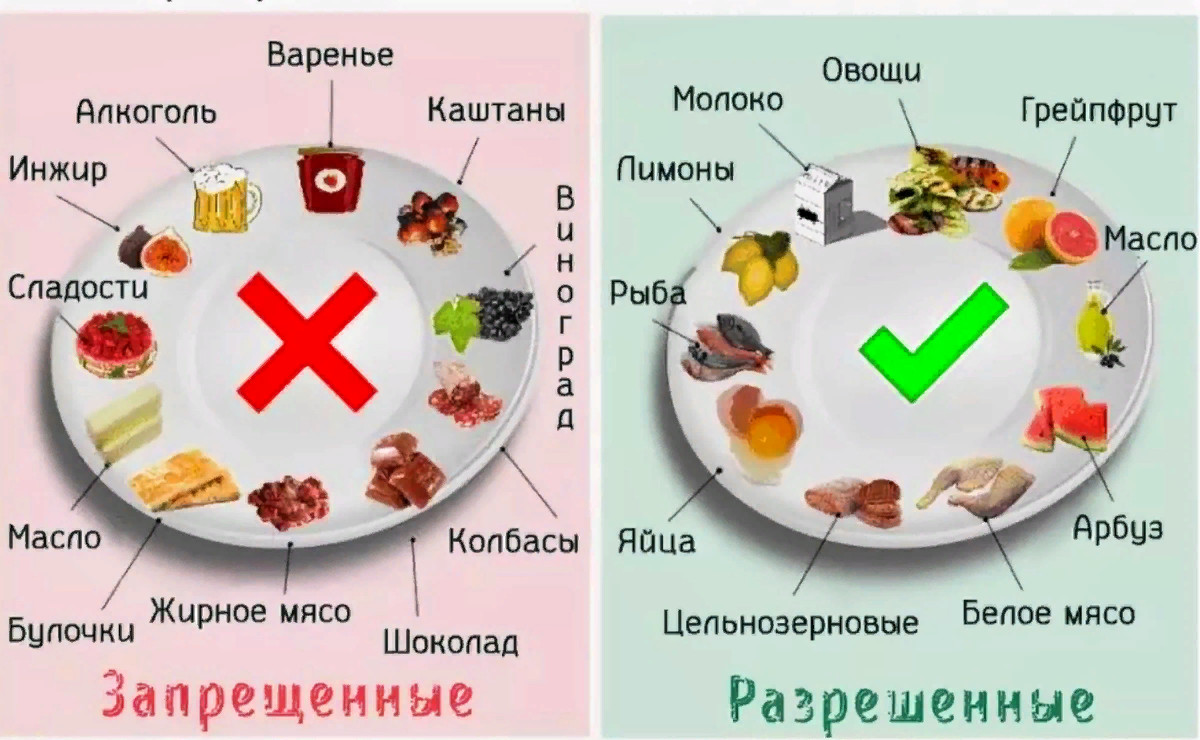 Варенье
Алкоголь
Каштаны
Инжир
Виноград
Сладости
Масло
Колбасы
Булочки
Жирное мясо
Шоколад
Запрещенные
Овощи
Молоко
Грейпфрут
Лимоны
Масло
Рыба
Яйца
Арбуз
Цельнозерновые
Белое мясо
Разрешенные